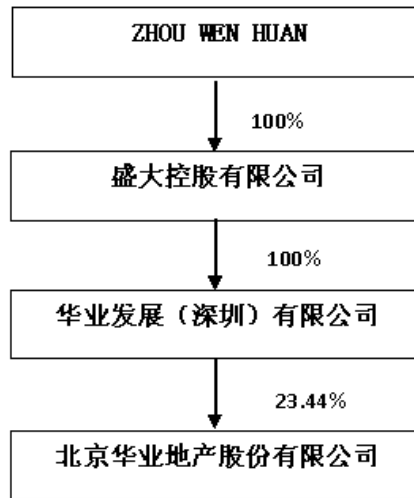 ZHOU WEN HUAN
100%
盛大控股有限公司
100%
华业发展（深圳）有限公司
23.44%
北京华业地产股份有限公司